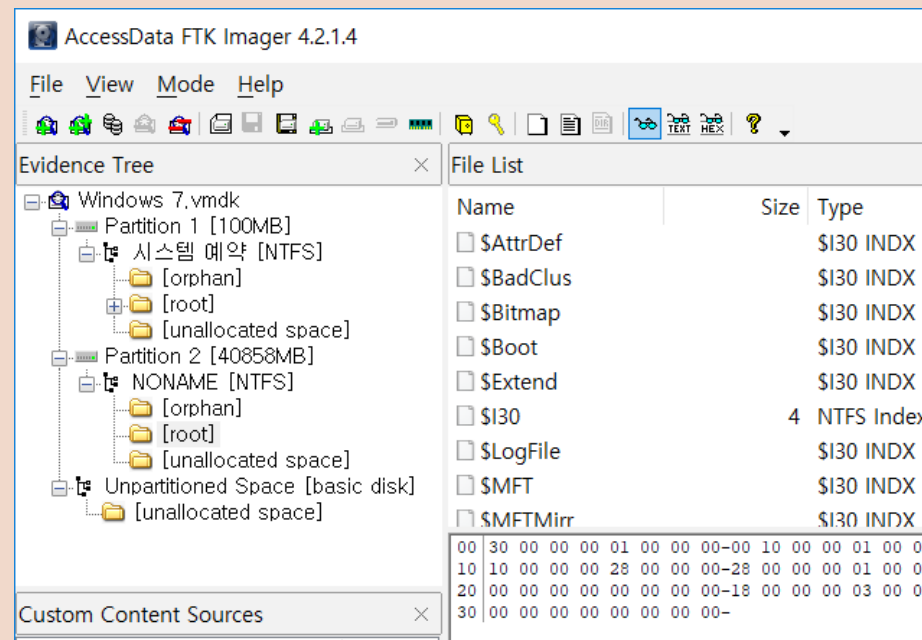 AccessData FTK Imager 4.2.1.4
File View Mode Help
TEXT HEX
Evidence Tree
Windows 7.vmdk
Partition 1 [100MB]
시스템 예약 [NTFS]
[orphan]
[root]
[unallocated space]
Partition 2 [40858MB]
NONAME [NTFS]
[orphan]
[root]
[unallocated space]
Unpartitioned Space [basic disk]
[unallocated space]
Custom Content Sources
File List
Name Size Type
$AttrDef $I30 INDX
$BadClus $I30 INDX
$Bitmap $I30 INDX
$Boot $I30 INDX
$Extend $I30 INDX
$I30 4 NTFS Index
$LogFile $I30 INDX
$MFT $I30 INDX
$MFTMirr $I30 INDX
00 30 00 00 00 01 00 00 00-00 10 00 00 01 00 0
10 10 00 00 00 28 00 00 00-28 00 00 00 01 00 0
20 00 00 00 00 00 00 00 00-18 00 00 00 03 00 0
30 00 00 00 00 00 00 00 00-